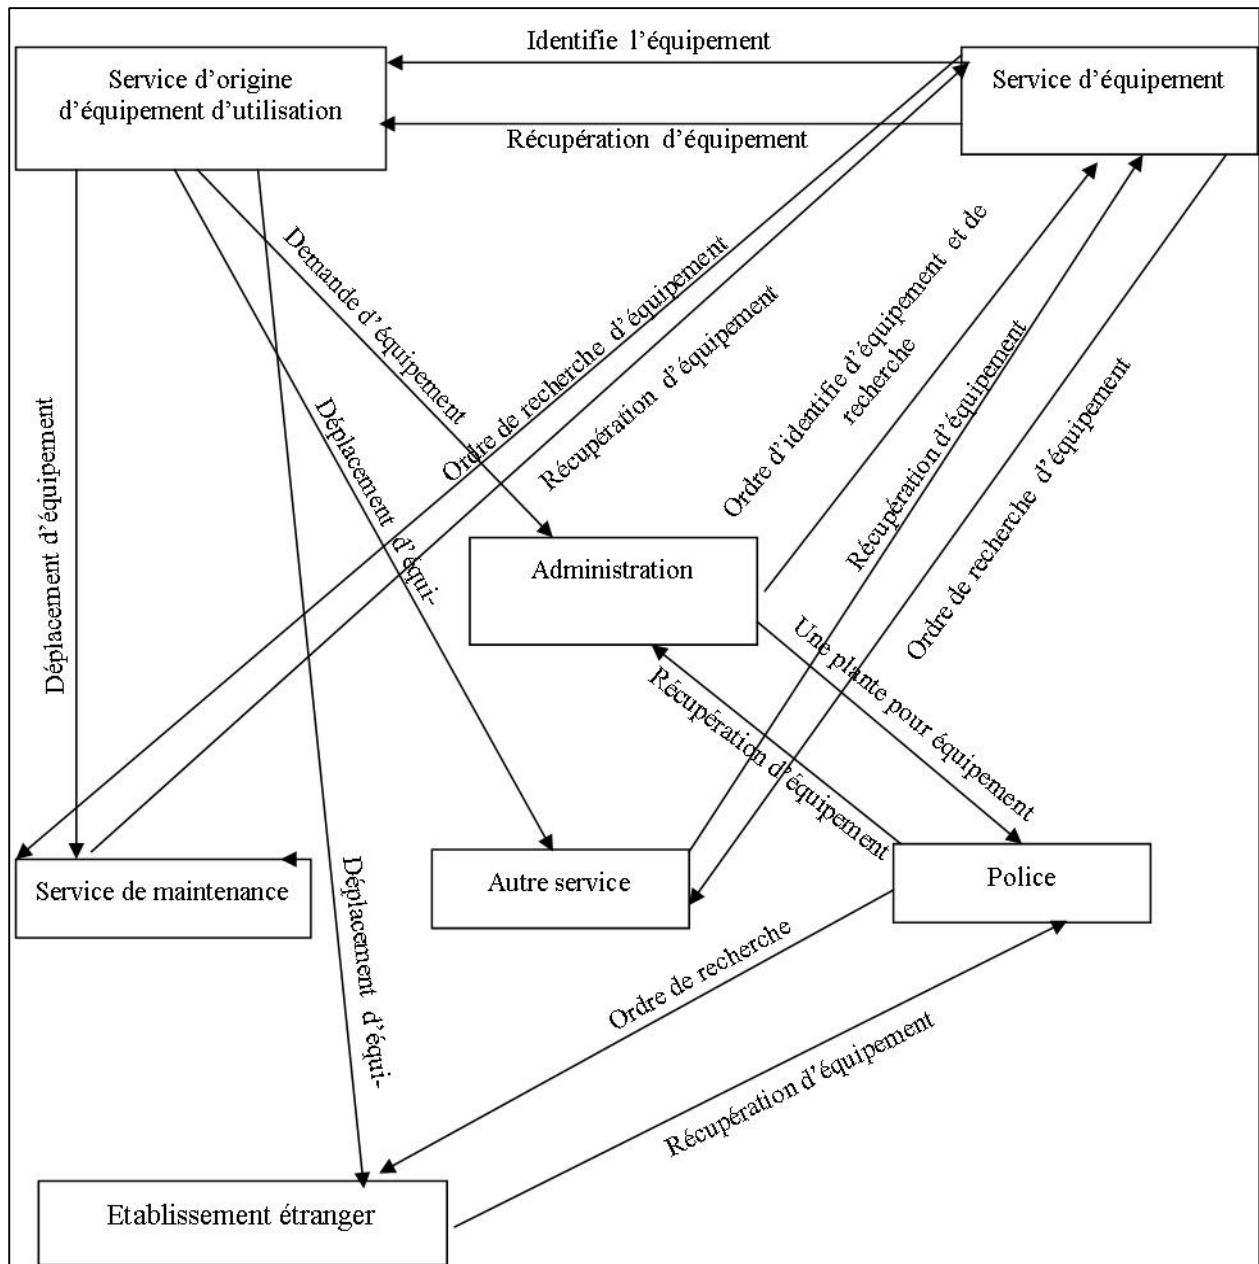 Identifie l’équipement
Service d’origine
d’équipement d’utilisation
Service d’équipement
Récupération d’équipement
Demande d’équipement
Ordre de recherche d’équipement
Récupération d’équipement
Ordre d’identifie d’équipement et de
recherche
Récupération d’équipement
Ordre de recherche d’équipement
Déplacement d’équipement
Déplacement d’équi-
Administration
Une plante pour équipement
Récupération d’équipement
Service de maintenance
Autre service
Police
Déplacement d’équi-
Ordre de recherche
Récupération d’équipement
Etablissement étranger